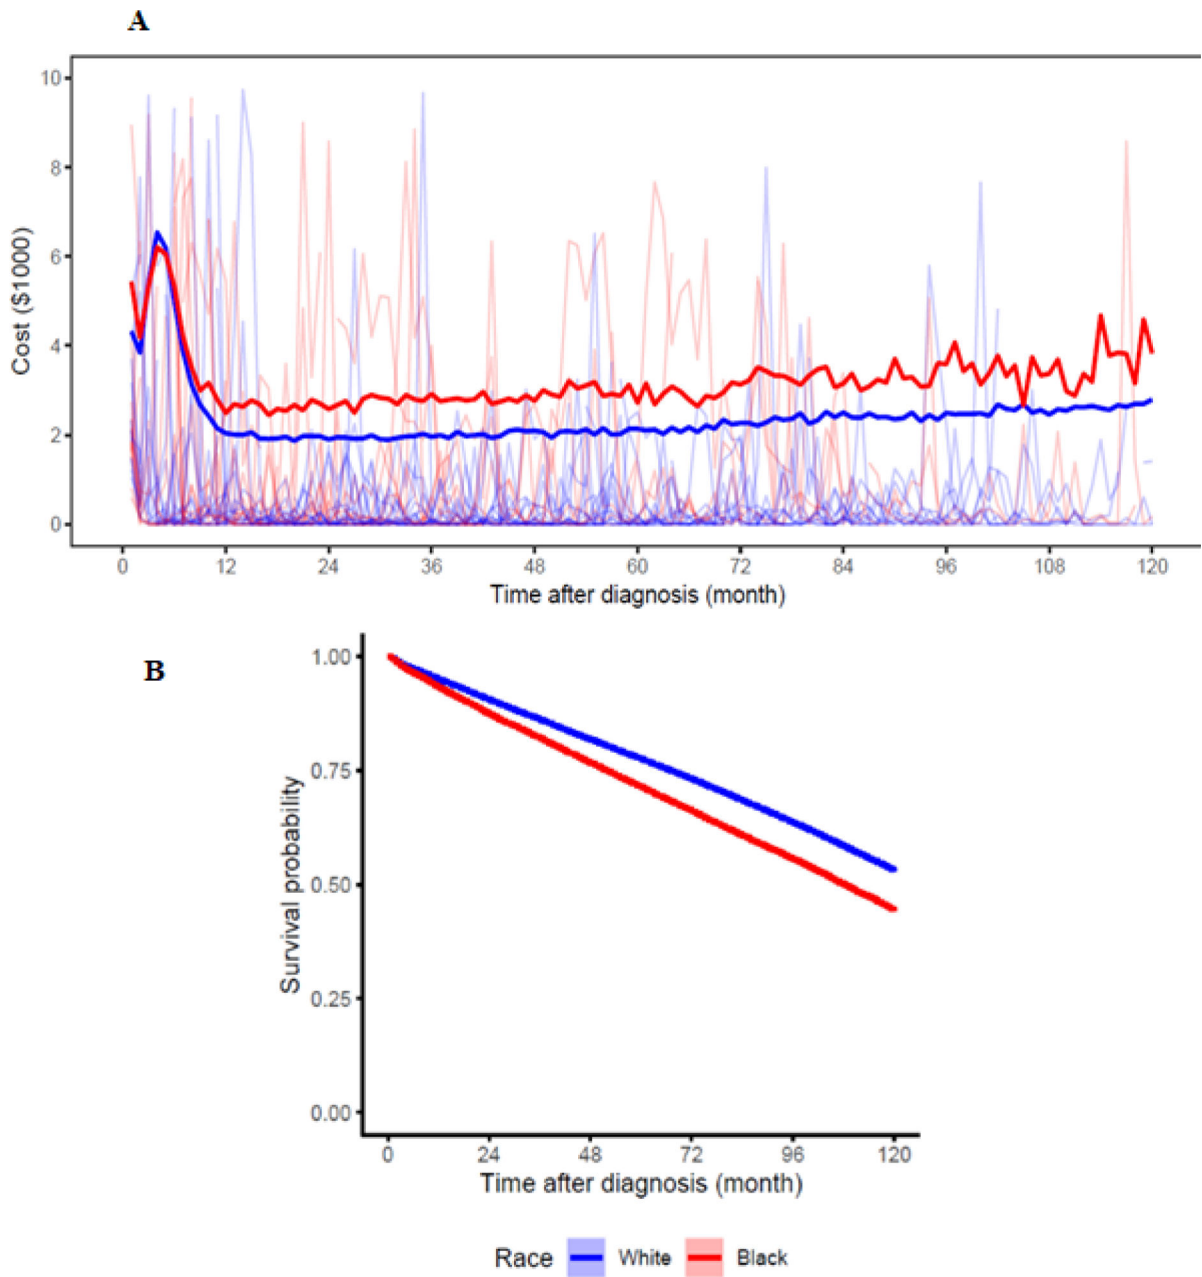 A
10
8
6
4
2
0
Cost ($1000)
0 12 24 36 48 60 72 84 96 108 120
Time after diagnosis (month)
B
1.00
0.75
0.50
0.25
0.00
Survival probability
0 24 48 72 96 120
Time after diagnosis (month)
Race White Black